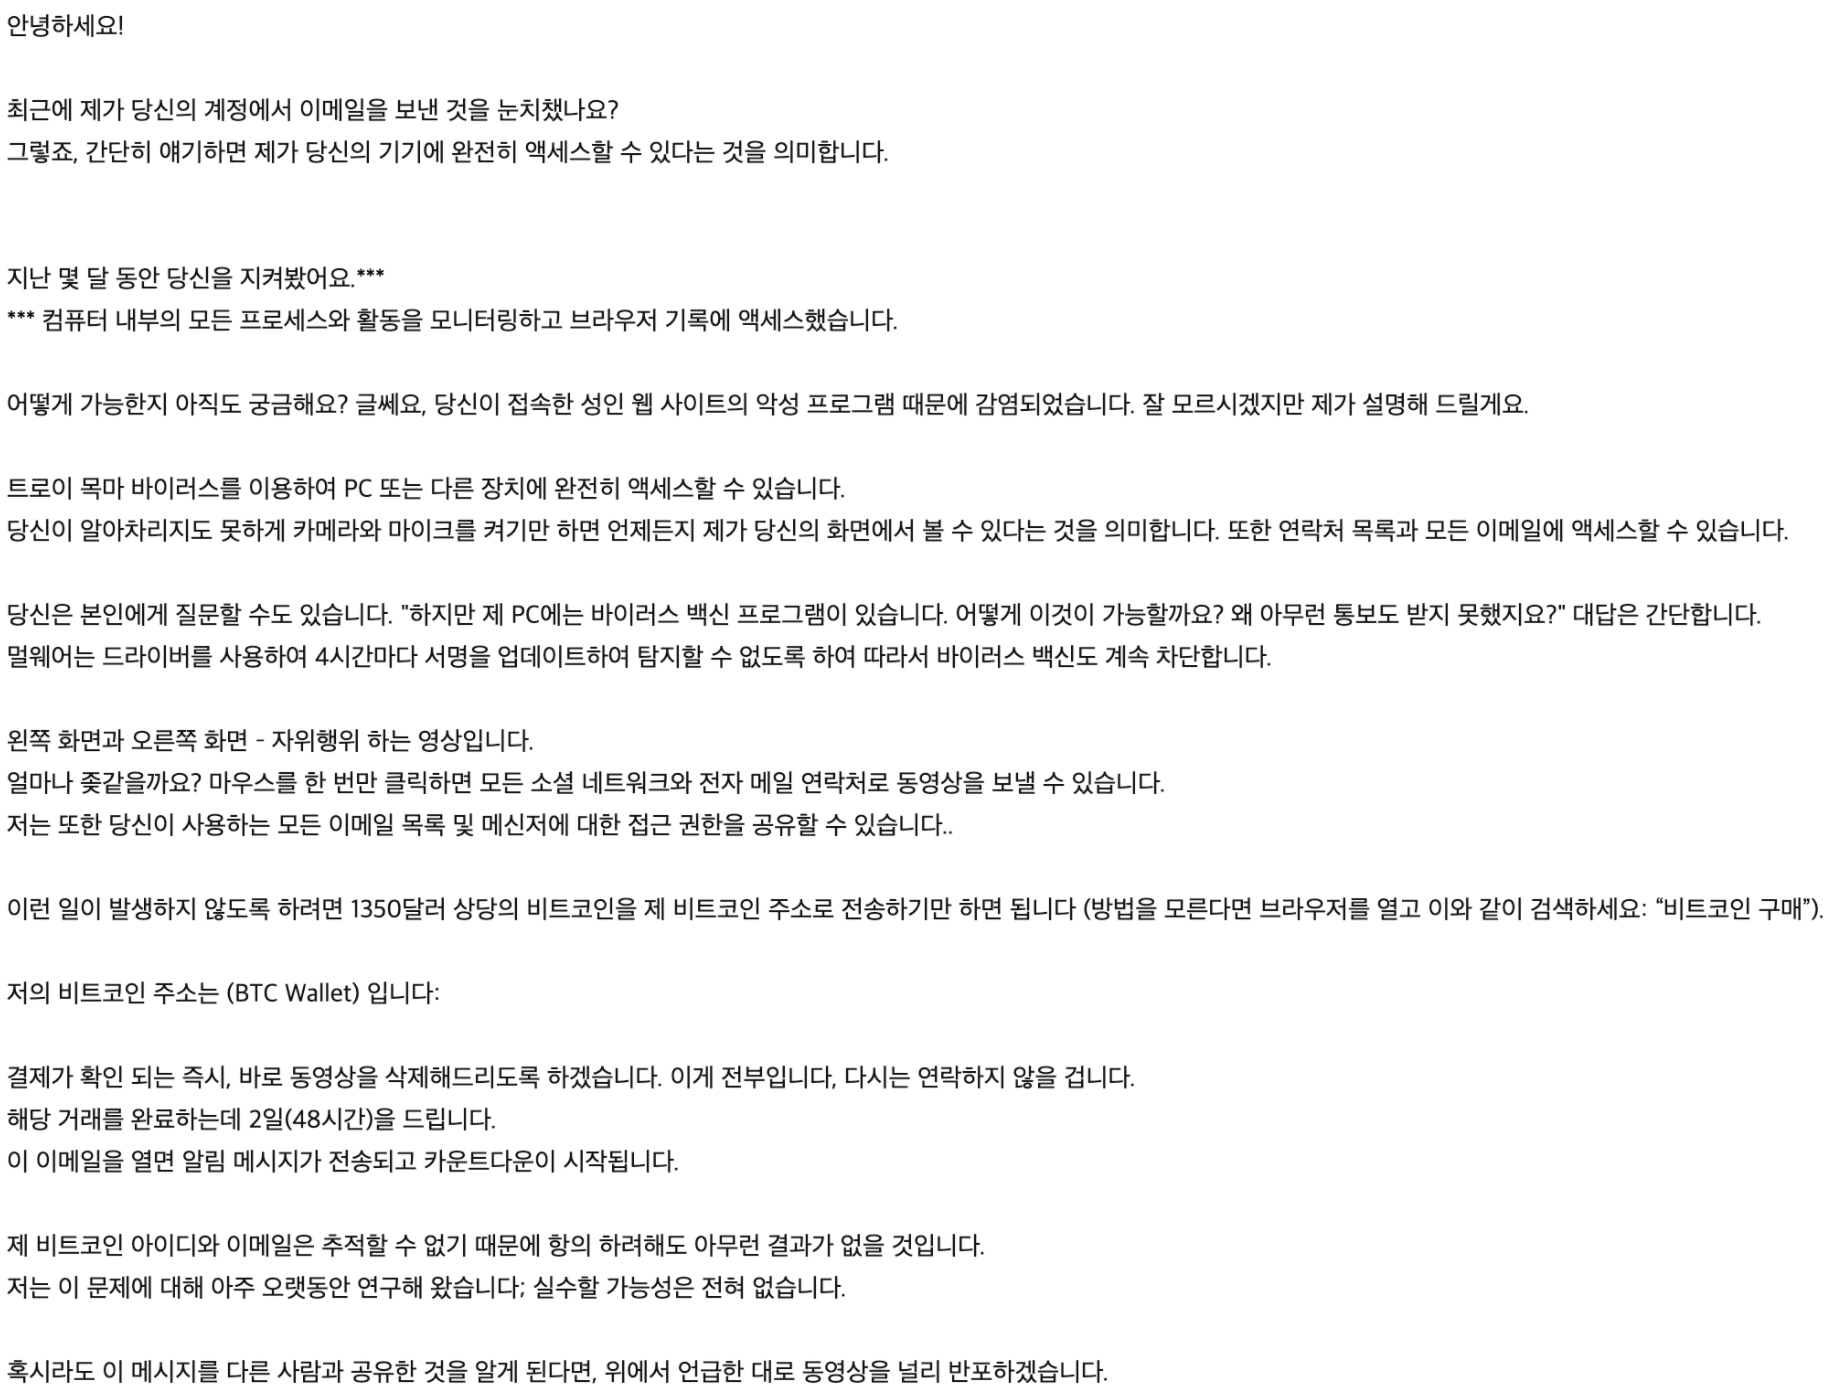 안녕하세요!
최근에 제가 당신의 계정에서 이메일을 보낸 것을 눈치챘나요?
그렇죠, 간단히 얘기하면 제가 당신의 기기에 완전히 액세스할 수 있다는 것을 의미합니다.
지난 몇 달 동안 당신을 지켜봤어요.***
*** 컴퓨터 내부의 모든 프로세스와 활동을 모니터링하고 브라우저 기록에 액세스했습니다.
어떻게 가능한지 아직도 궁금해요? 글쎄요, 당신이 접속한 성인 웹 사이트의 악성 프로그램 때문에 감염되었습니다. 잘 모르시겠지만 제가 설명해 드릴게요.
트로이 목마 바이러스를 이용하여 PC 또는 다른 장치에 완전히 액세스할 수 있습니다.
당신이 알아차리지도 못하게 카메라와 마이크를 켜기만 하면 언제든지 제가 당신의 화면에서 볼 수 있다는 것을 의미합니다. 또한 연락처 목록과 모든 이메일에 액세스할 수 있습니다.
당신은 본인에게 질문할 수도 있습니다. "하지만 제 PC에는 바이러스 백신 프로그램이 있습니다. 어떻게 이것이 가능할까요? 왜 아무런 통보도 받지 못했지요?" 대답은 간단합니다.
멀웨어는 드라이버를 사용하여 4시간마다 서명을 업데이트하여 탐지할 수 없도록 하여 따라서 바이러스 백신도 계속 차단합니다.
왼쪽 화면과 오른쪽 화면 - 자위행위 하는 영상입니다.
얼마나 좆같을까요? 마우스를 한 번만 클릭하면 모든 소셜 네트워크와 전자 메일 연락처로 동영상을 보낼 수 있습니다.
저는 또한 당신이 사용하는 모든 이메일 목록 및 메신저에 대한 접근 권한을 공유할 수 있습니다..
이런 일이 발생하지 않도록 하려면 1350달러 상당의 비트코인을 제 비트코인 주소로 전송하기만 하면 됩니다 (방법을 모른다면 브라우저를 열고 이와 같이 검색하세요: “비트코인 구매”).
저의 비트코인 주소는 (BTC Wallet) 입니다:
결제가 확인 되는 즉시, 바로 동영상을 삭제해드리도록 하겠습니다. 이게 전부입니다, 다시는 연락하지 않을 겁니다.
해당 거래를 완료하는데 2일(48시간)을 드립니다.
이 이메일을 열면 알림 메시지가 전송되고 카운트다운이 시작됩니다.
제 비트코인 아이디와 이메일은 추적할 수 없기 때문에 항의 하려해도 아무런 결과가 없을 것입니다.
저는 이 문제에 대해 아주 오랫동안 연구해 왔습니다; 실수할 가능성은 전혀 없습니다.
혹시라도 이 메시지를 다른 사람과 공유한 것을 알게 된다면, 위에서 언급한 대로 동영상을 널리 반포하겠습니다.